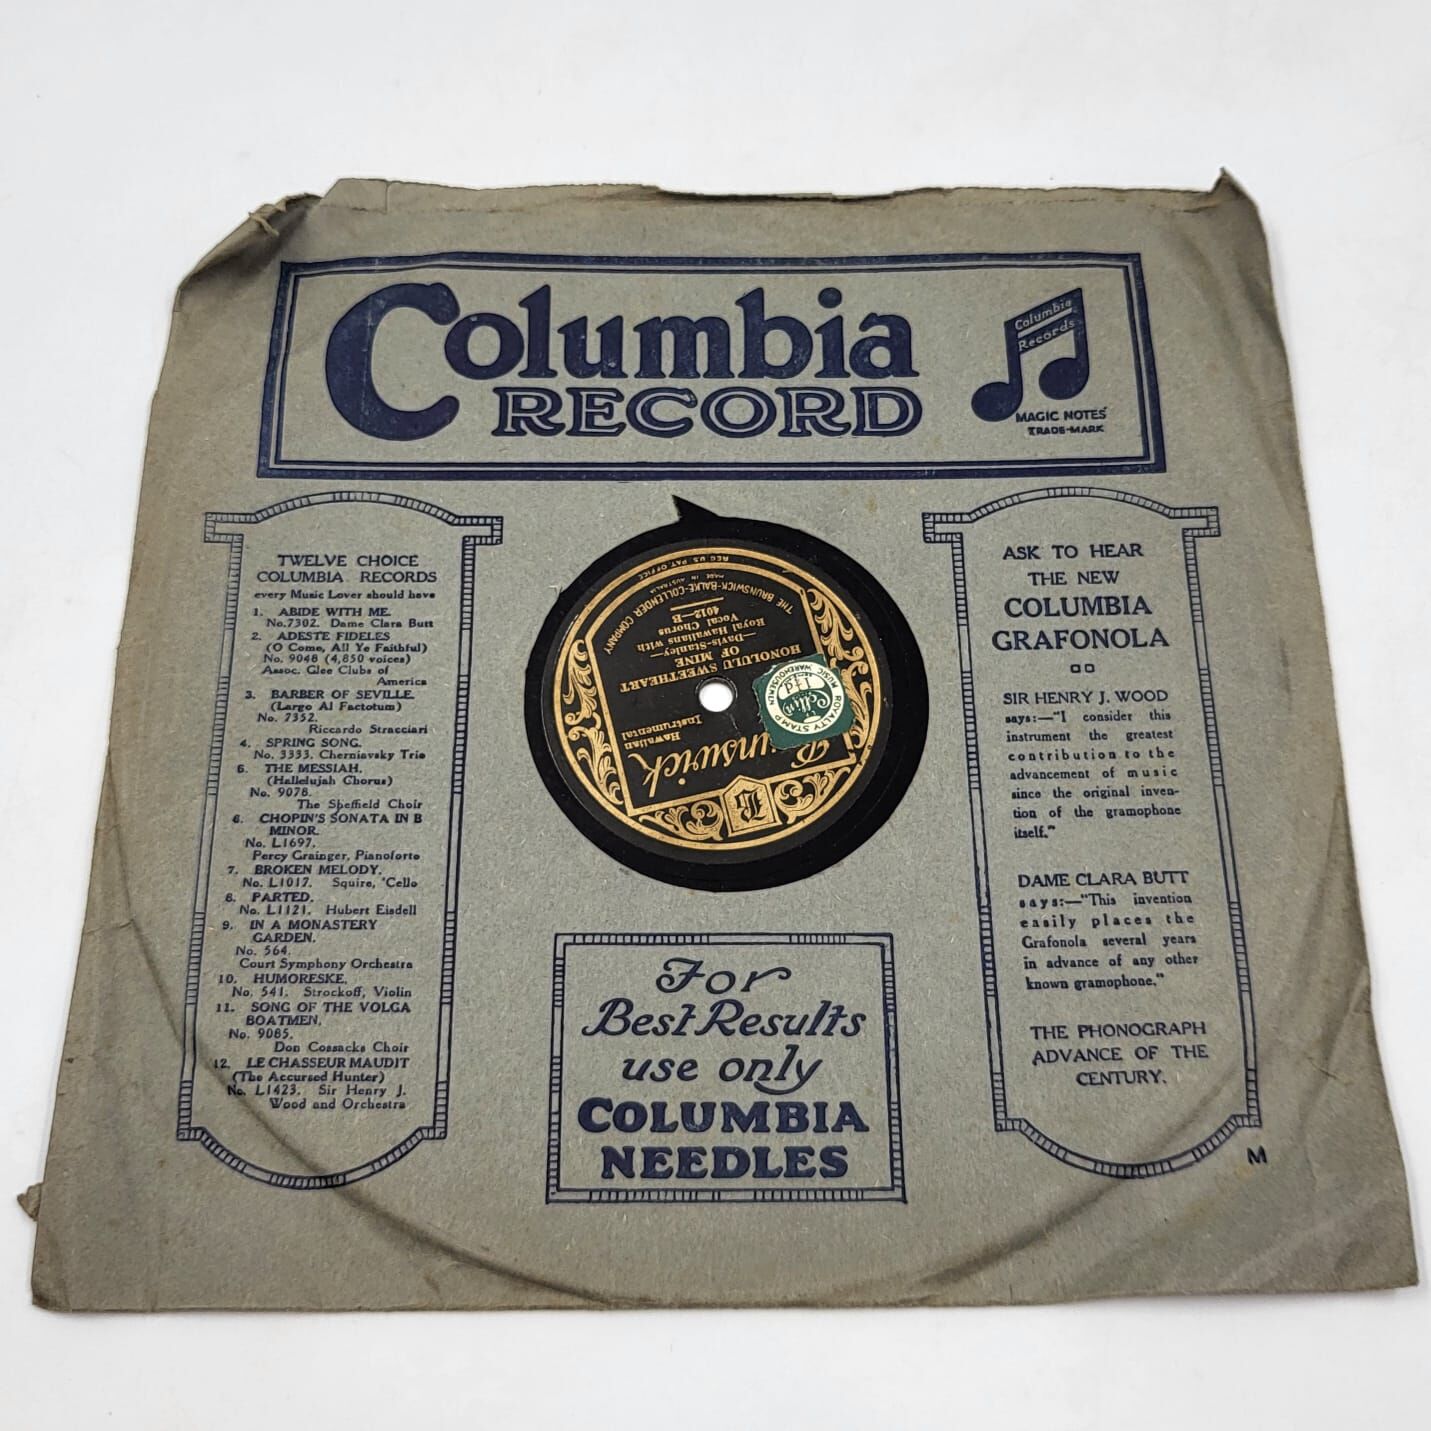 Columbia
RECORD
Columbia
Records
MAGIC NOTES
TRADE-MARK
TWELVE CHOICE
COLUMBIA RECORDS
every Music Lover should have
1. ABIDE WITH ME.
No.7302. Dame Clara Butt
2. ADESTE FIDELES
(O Come, All Ye Faithful)
No. 9048 (4,850 voices)
Assoc. Glee Clubs of
America
3. BARBER OF SEVILLE.
(Largo Al Factotum)
No. 7352.
Riccardo Stracciari
4. SPRING SONG.
No. 3333. Cherniavsky Trio
5. THE MESSIAH.
(Hallelujah Chorus)
No. 9078.
The Sheffield Choir
6. CHOPIN'S SONATA IN B
MINOR.
No. L1697.
Percy Grainger, Pianoforte
7. BROKEN MELODY.
No. L1017. Squire, 'Cello
8. PARTED.
No. L1121. Hubert Eisdell
9. IN A MONASTERY
GARDEN.
No. 564.
Court Symphony Orchestra
10. HUMORESKE.
No. 541. Strockoff, Violin
11. SONG OF THE VOLGA
BOATMEN.
No. 9085.
Don Cossacks Choir
12. LE CHASSEUR MAUDIT
(The Accursed Hunter)
No. L1423. Sir Henry J.
Wood and Orchestra
Brunswick
Hawaiian
Instrumental
HONOLULU SWEETHEART
OF MINE
—Davis-Stanley—
Royal Hawaiians with
Vocal Chorus
4012—B
THE BRUNSWICK-BALKE-COLLENDER COMPANY
MADE IN AUSTRALIA
REG US PAT OFFICE
ROYALTY STAMP
MUSIC WAREHOUSEMEN
For
Best Results
use only
COLUMBIA
NEEDLES
ASK TO HEAR
THE NEW
COLUMBIA
GRAFONOLA
SIR HENRY J. WOOD
says:—"I consider this
instrument the greatest
contribution to the
advancement of music
since the original inven-
tion of the gramophone
itself."
DAME CLARA BUTT
says:—"This invention
easily places the
Grafonola several years
in advance of any other
known gramophone."
THE PHONOGRAPH
ADVANCE OF THE
CENTURY.
M